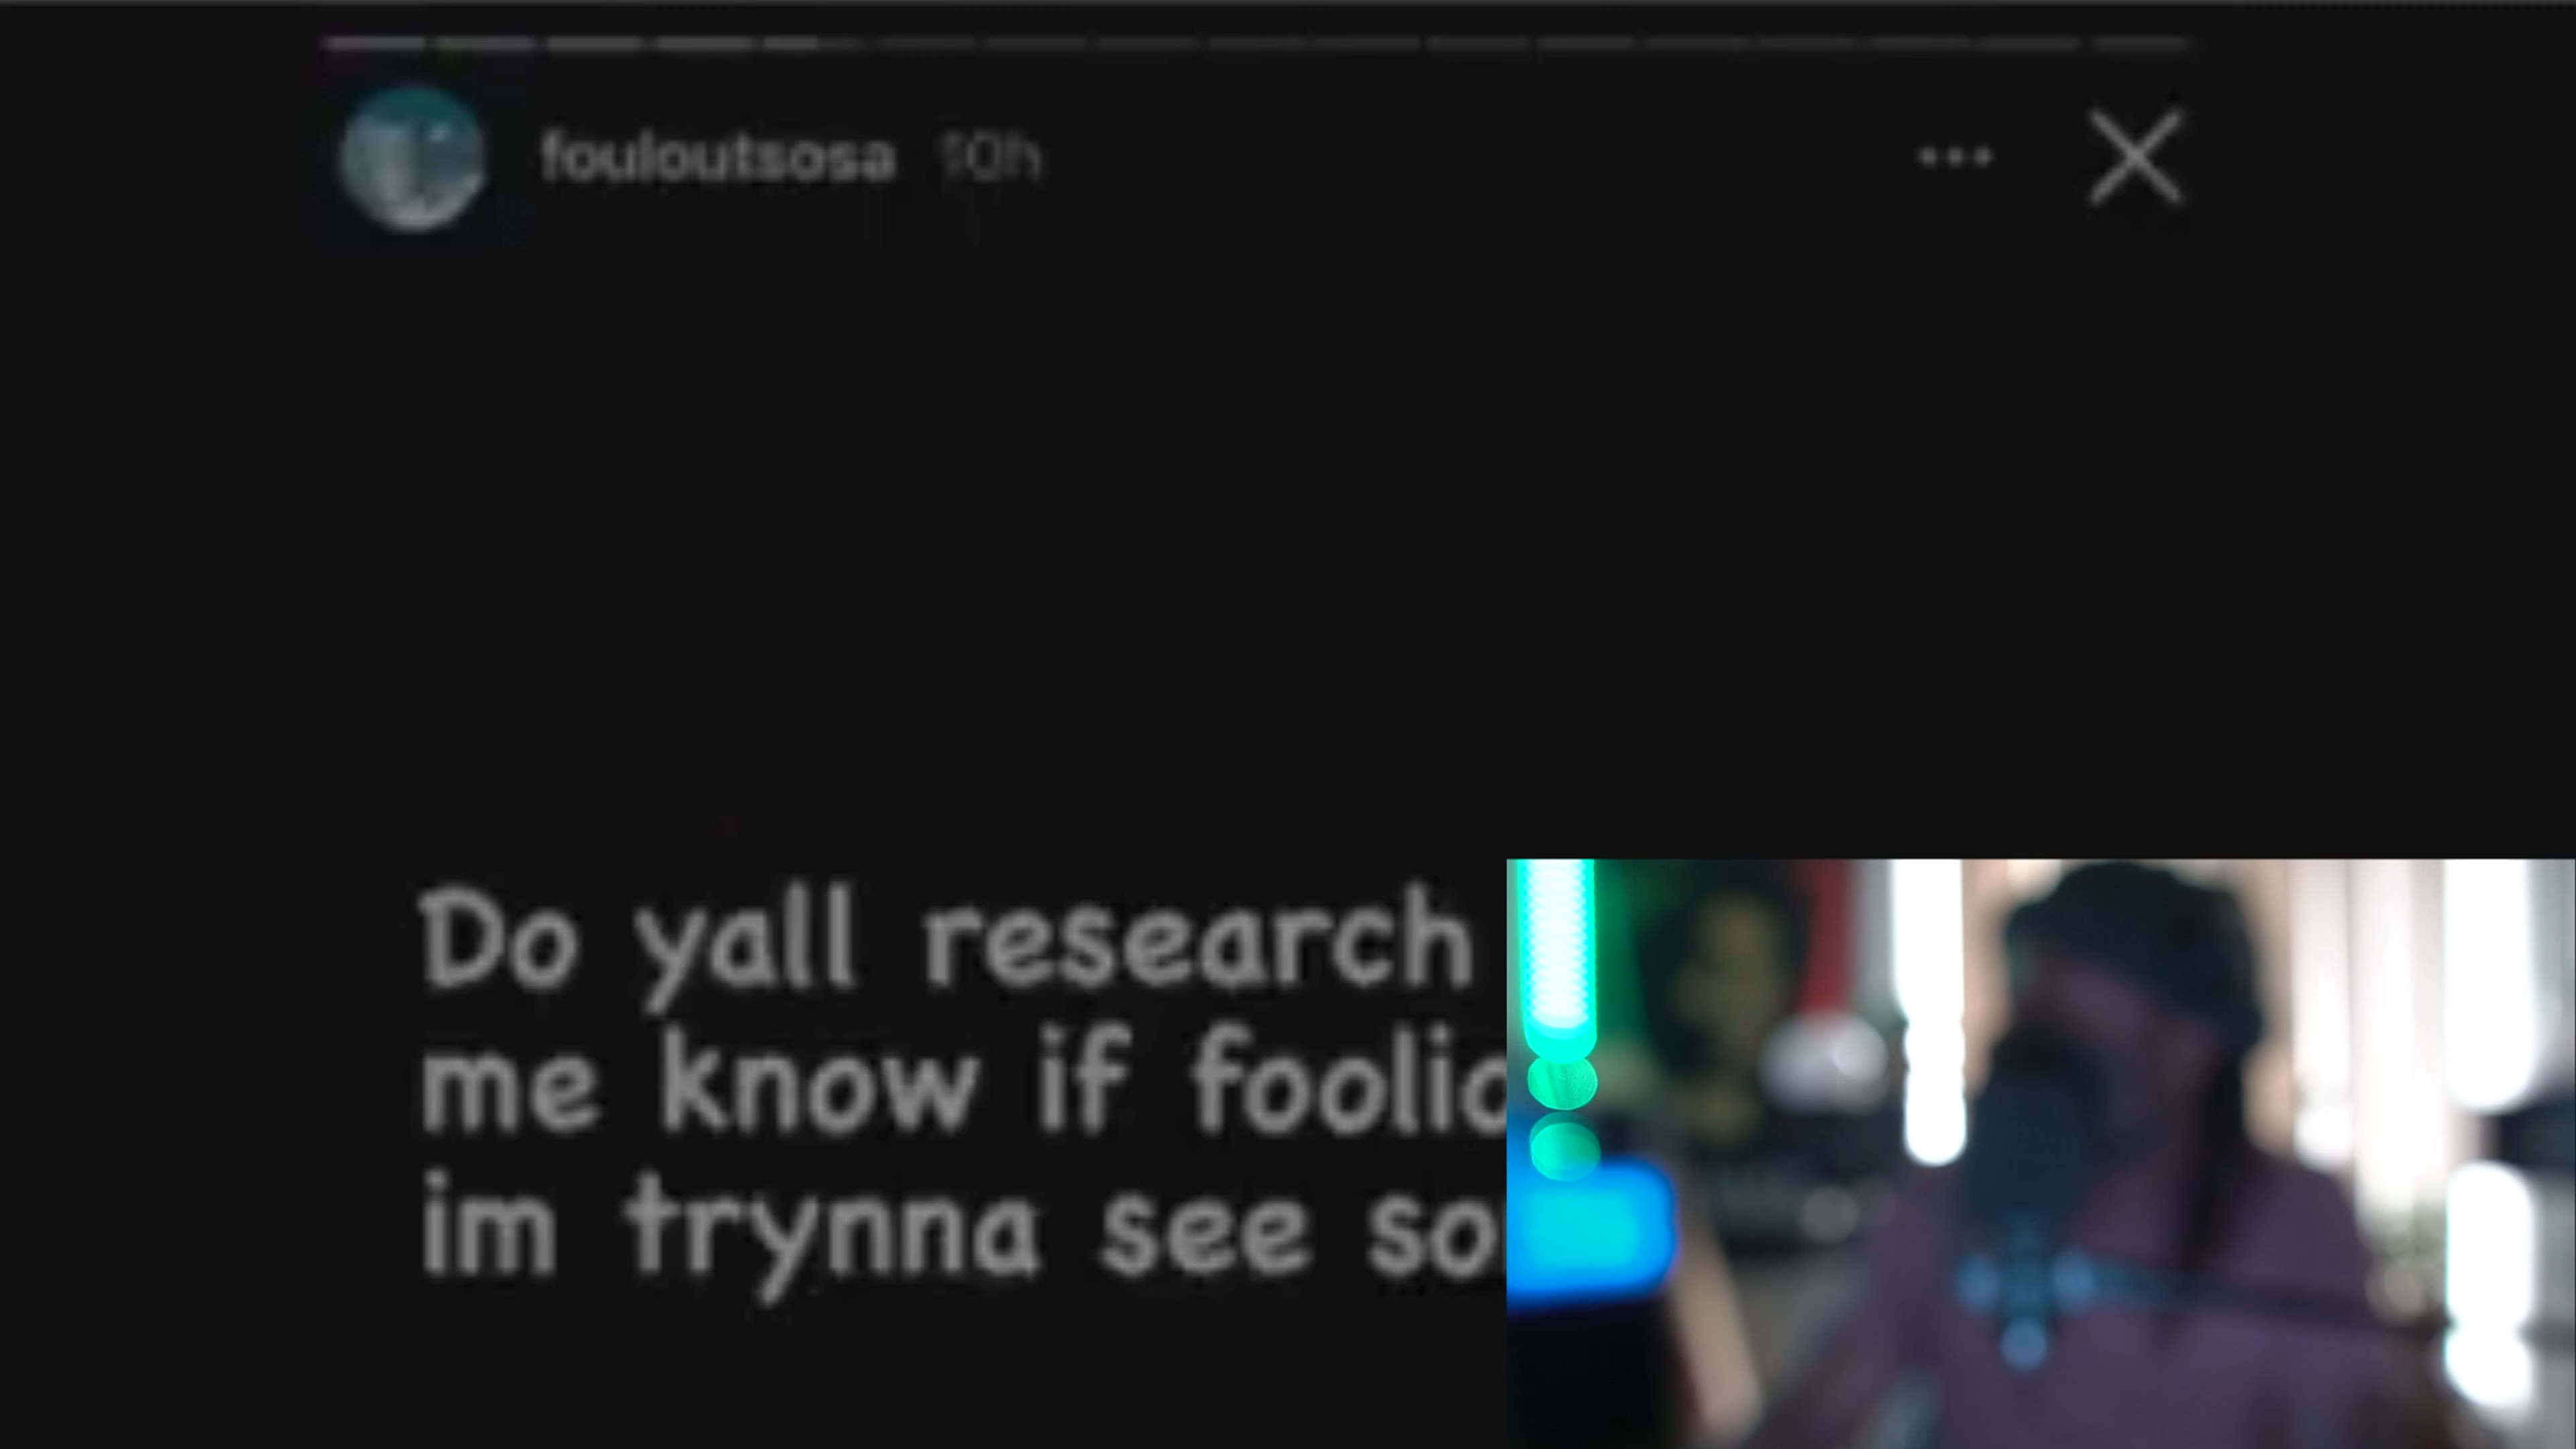 fouloutsosa 10h
Do yall research
me know if foolio
im trynna see so